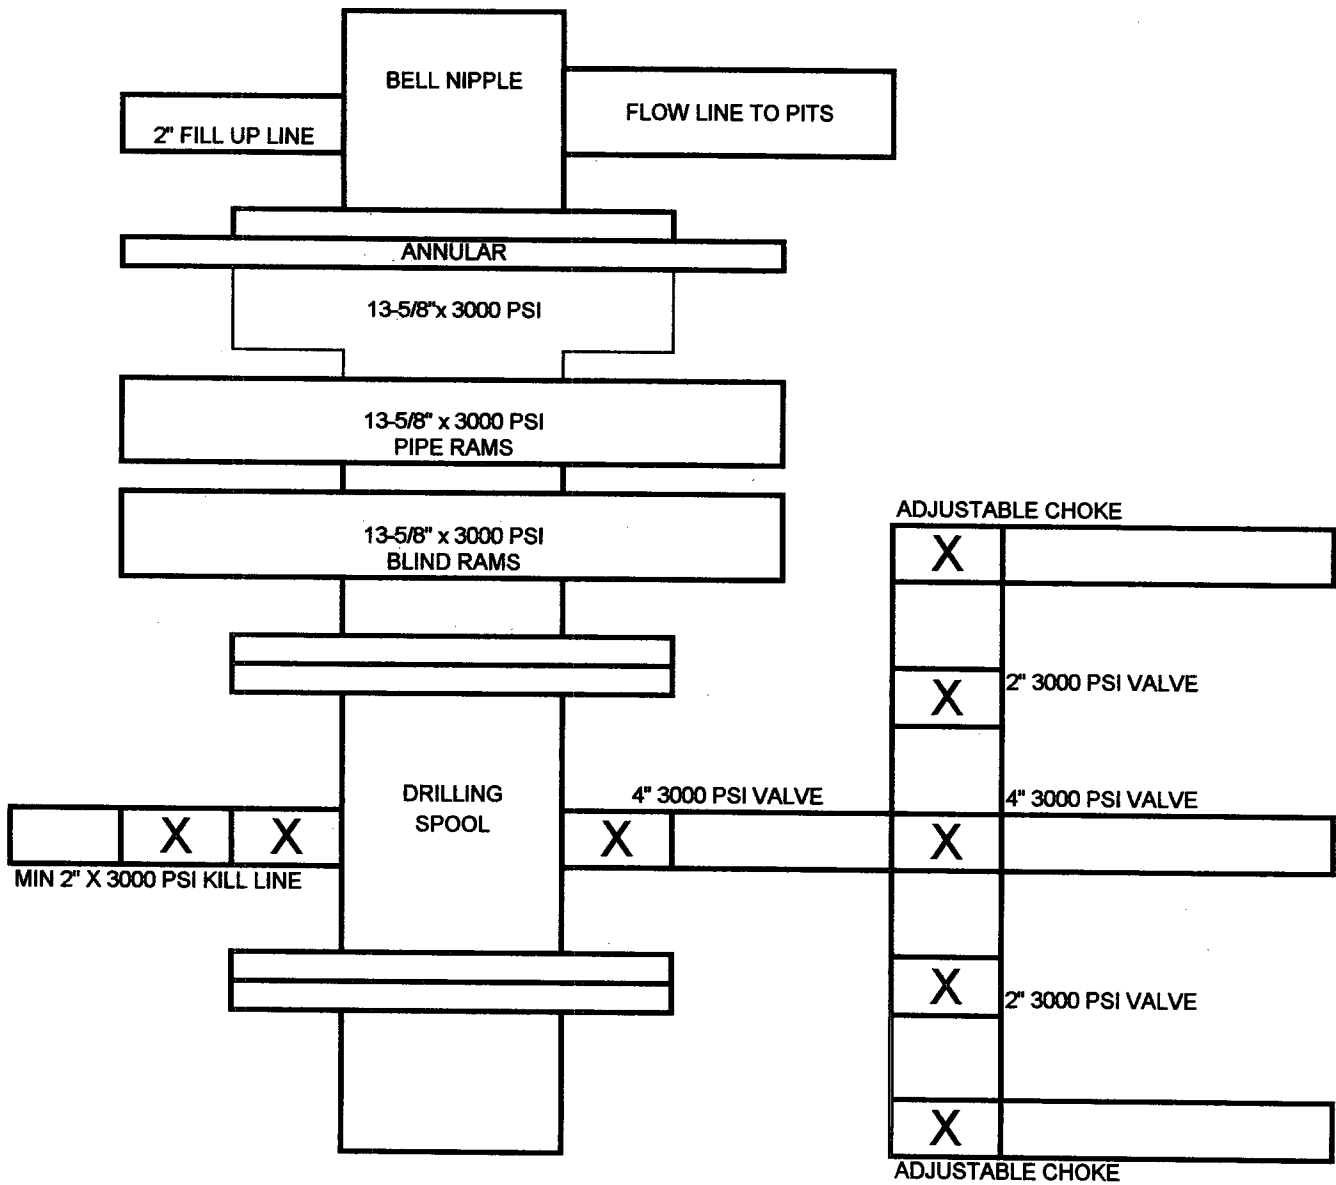 BELL NIPPLE
FLOW LINE TO PITS
2" FILL UP LINE
ANNULAR
13-5/8"x 3000 PSI
13-5/8" x 3000 PSI
PIPE RAMS
13-5/8" x 3000 PSI
BLIND RAMS
ADJUSTABLE CHOKE
X
X
2" 3000 PSI VALVE
DRILLING
SPOOL
4" 3000 PSI VALVE
4" 3000 PSI VALVE
X
X
X
X
MIN 2" X 3000 PSI KILL LINE
X
2" 3000 PSI VALVE
X
ADJUSTABLE CHOKE